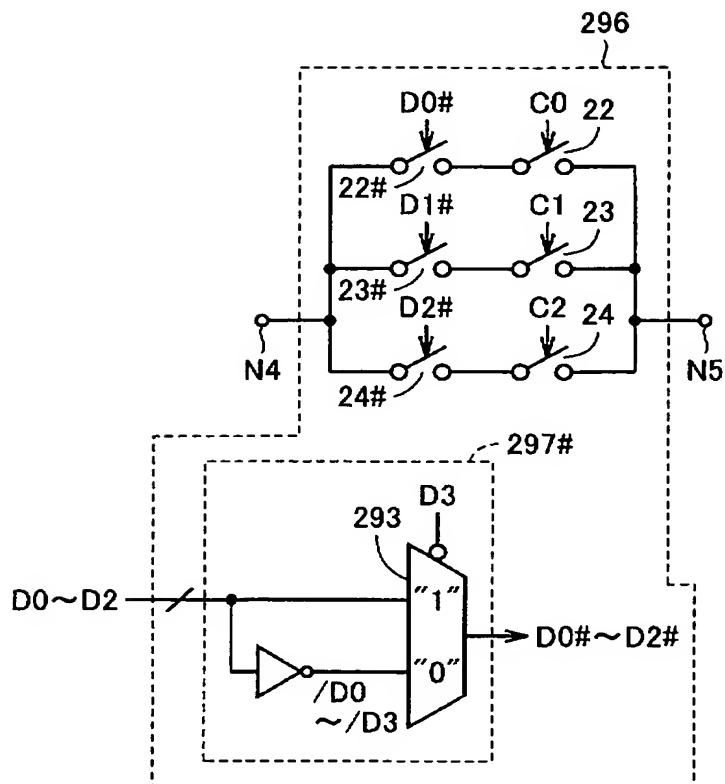 296
D0# C0
22
22#
D1# C1
23
23#
D2# C2
24
24#
N4 N5
297#
D3
293
D0～D2
"1"
D0#～D2#
"0"
/D0
～/D3